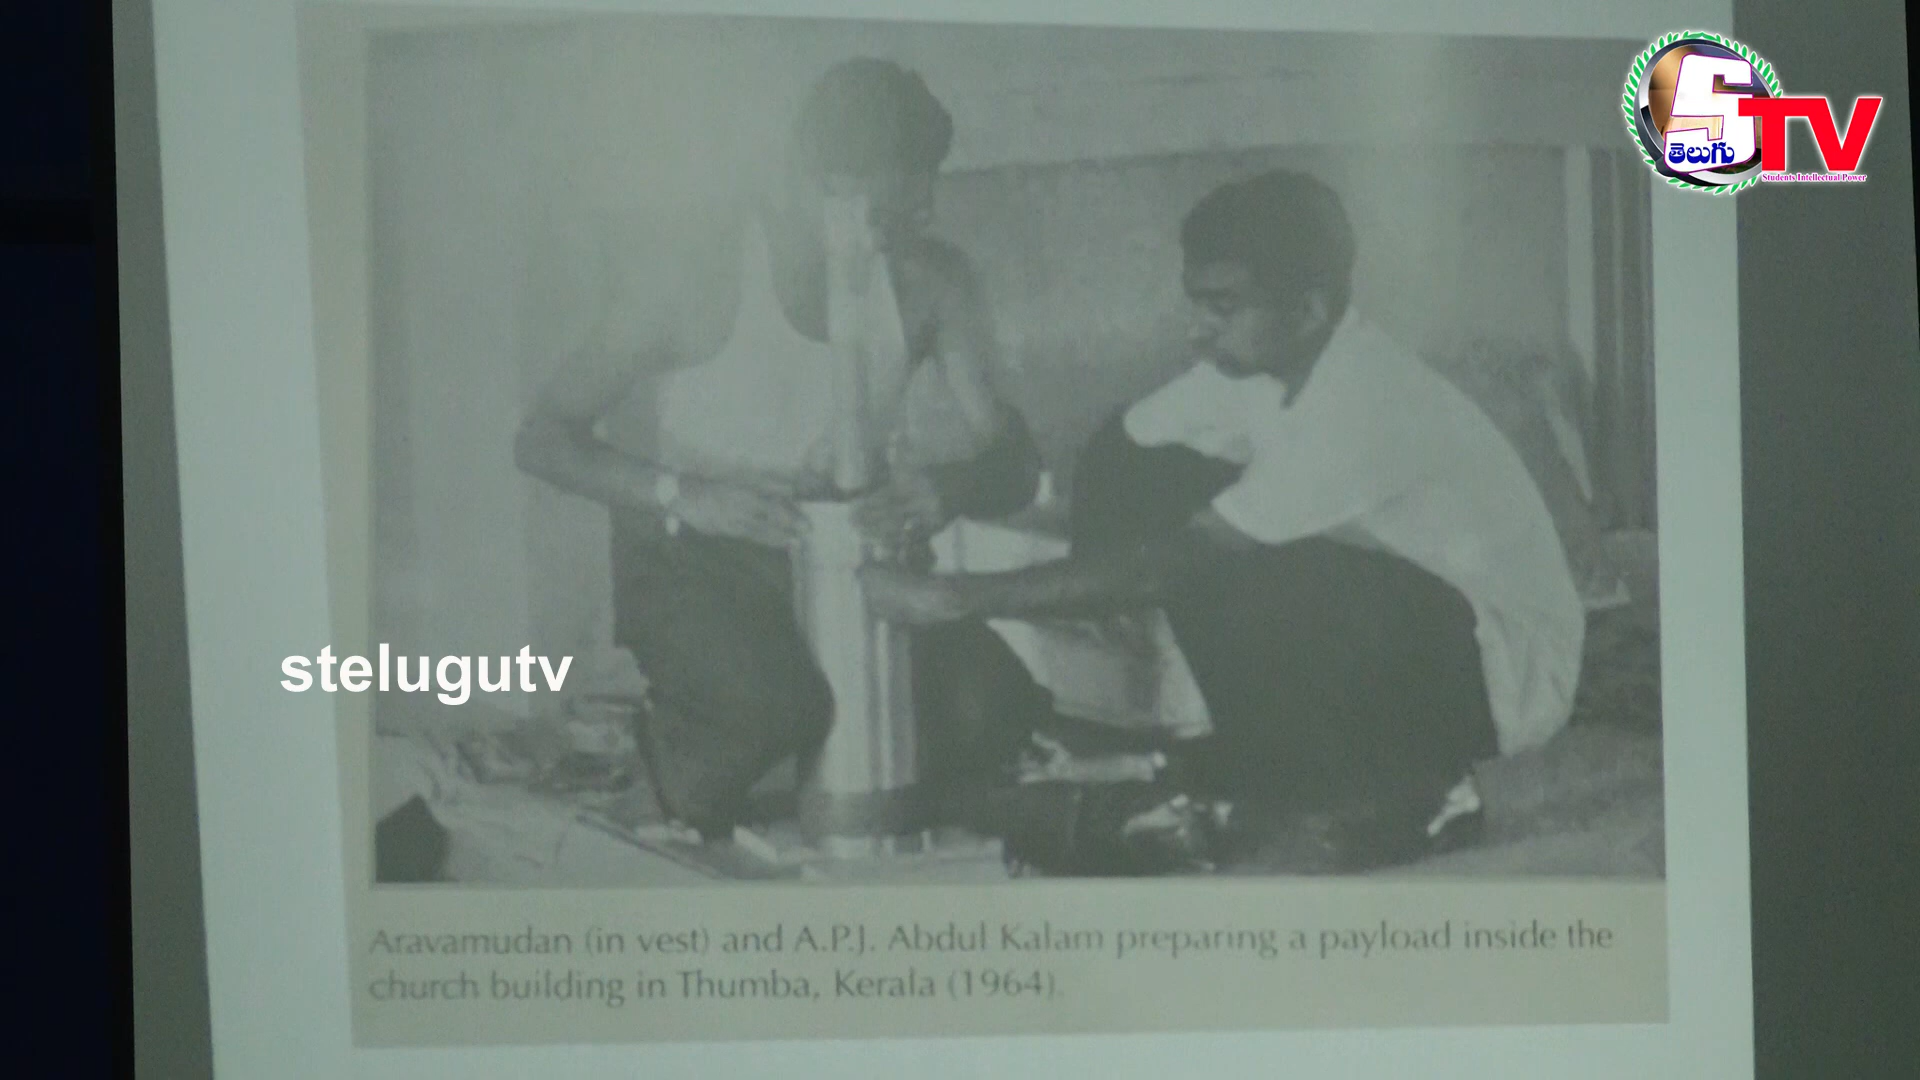 S
తెలుగు
TV
Students Intellectual Power
stelugutv
Aravamudan (in vest) and A.P.J. Abdul Kalam preparing a payload inside the
church building in Thumba, Kerala (1964).